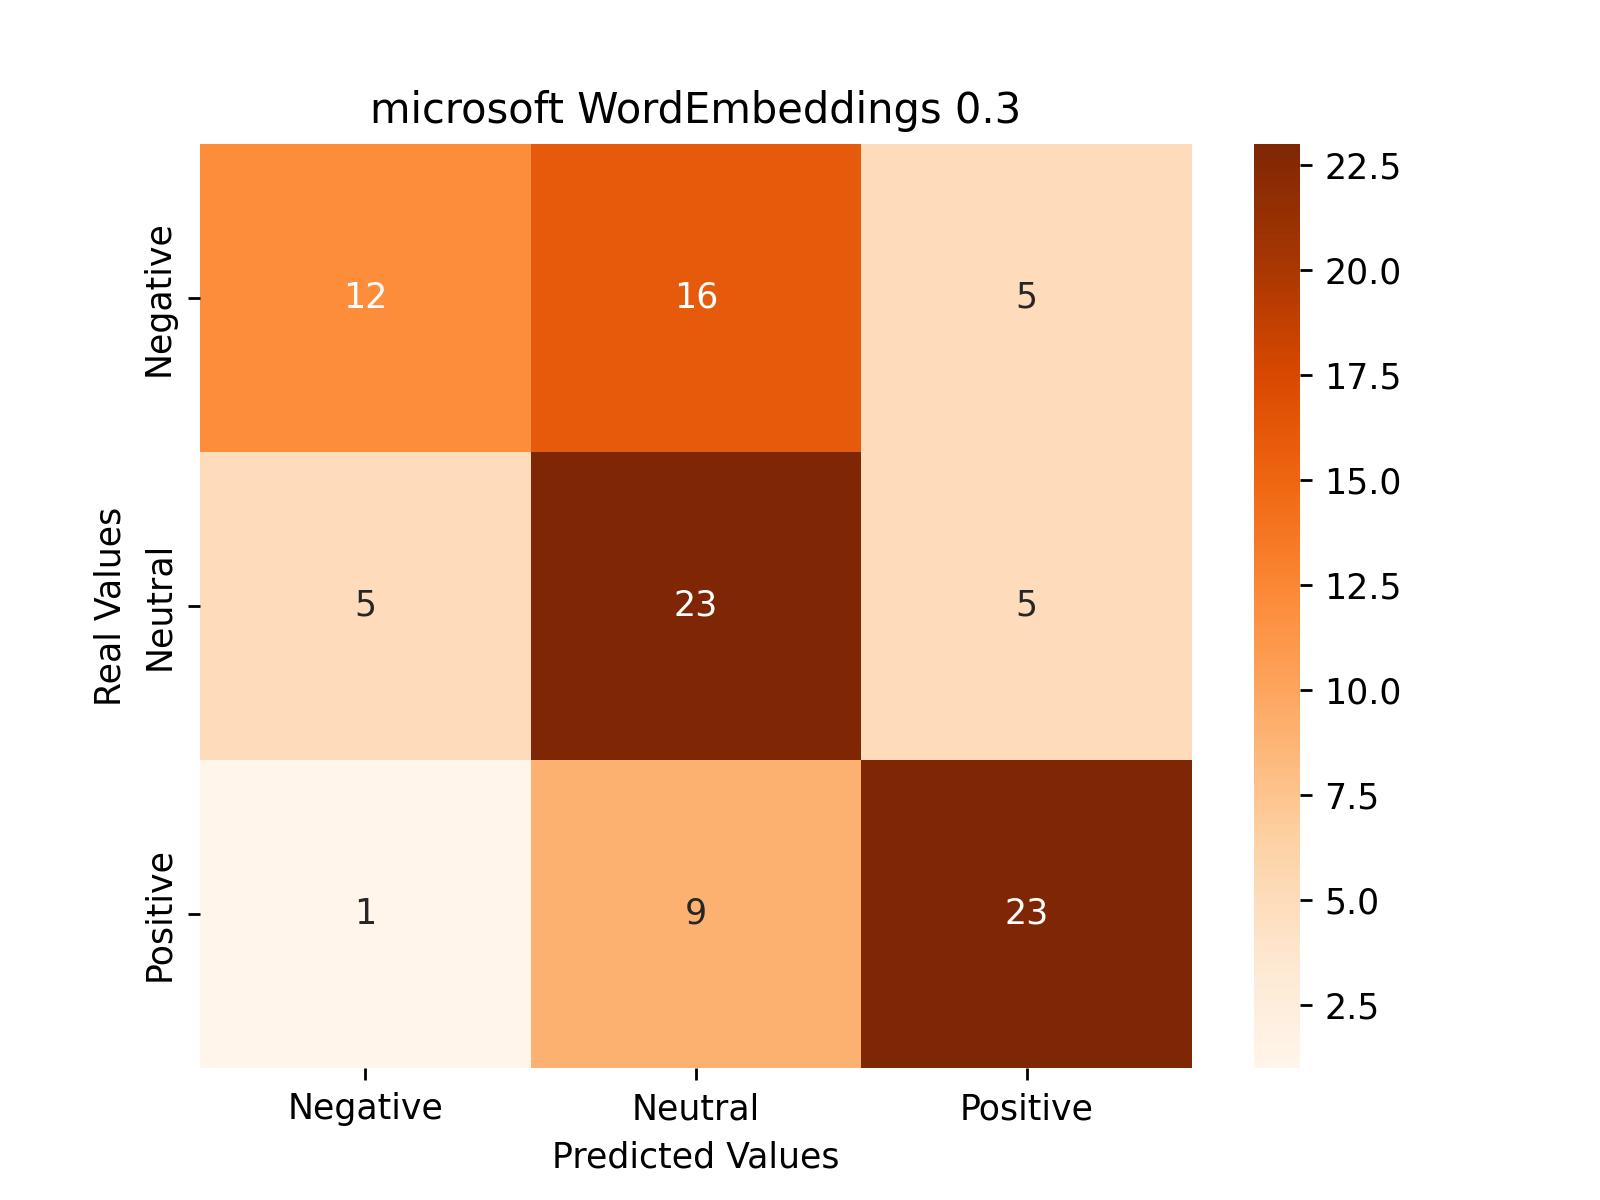 microsoft WordEmbeddings 0.3
Real Values
Negative
12
16
5
Neutral
5
23
5
Positive
1
9
23
Negative
Neutral
Positive
Predicted Values
22.5
20.0
17.5
15.0
12.5
10.0
7.5
5.0
2.5